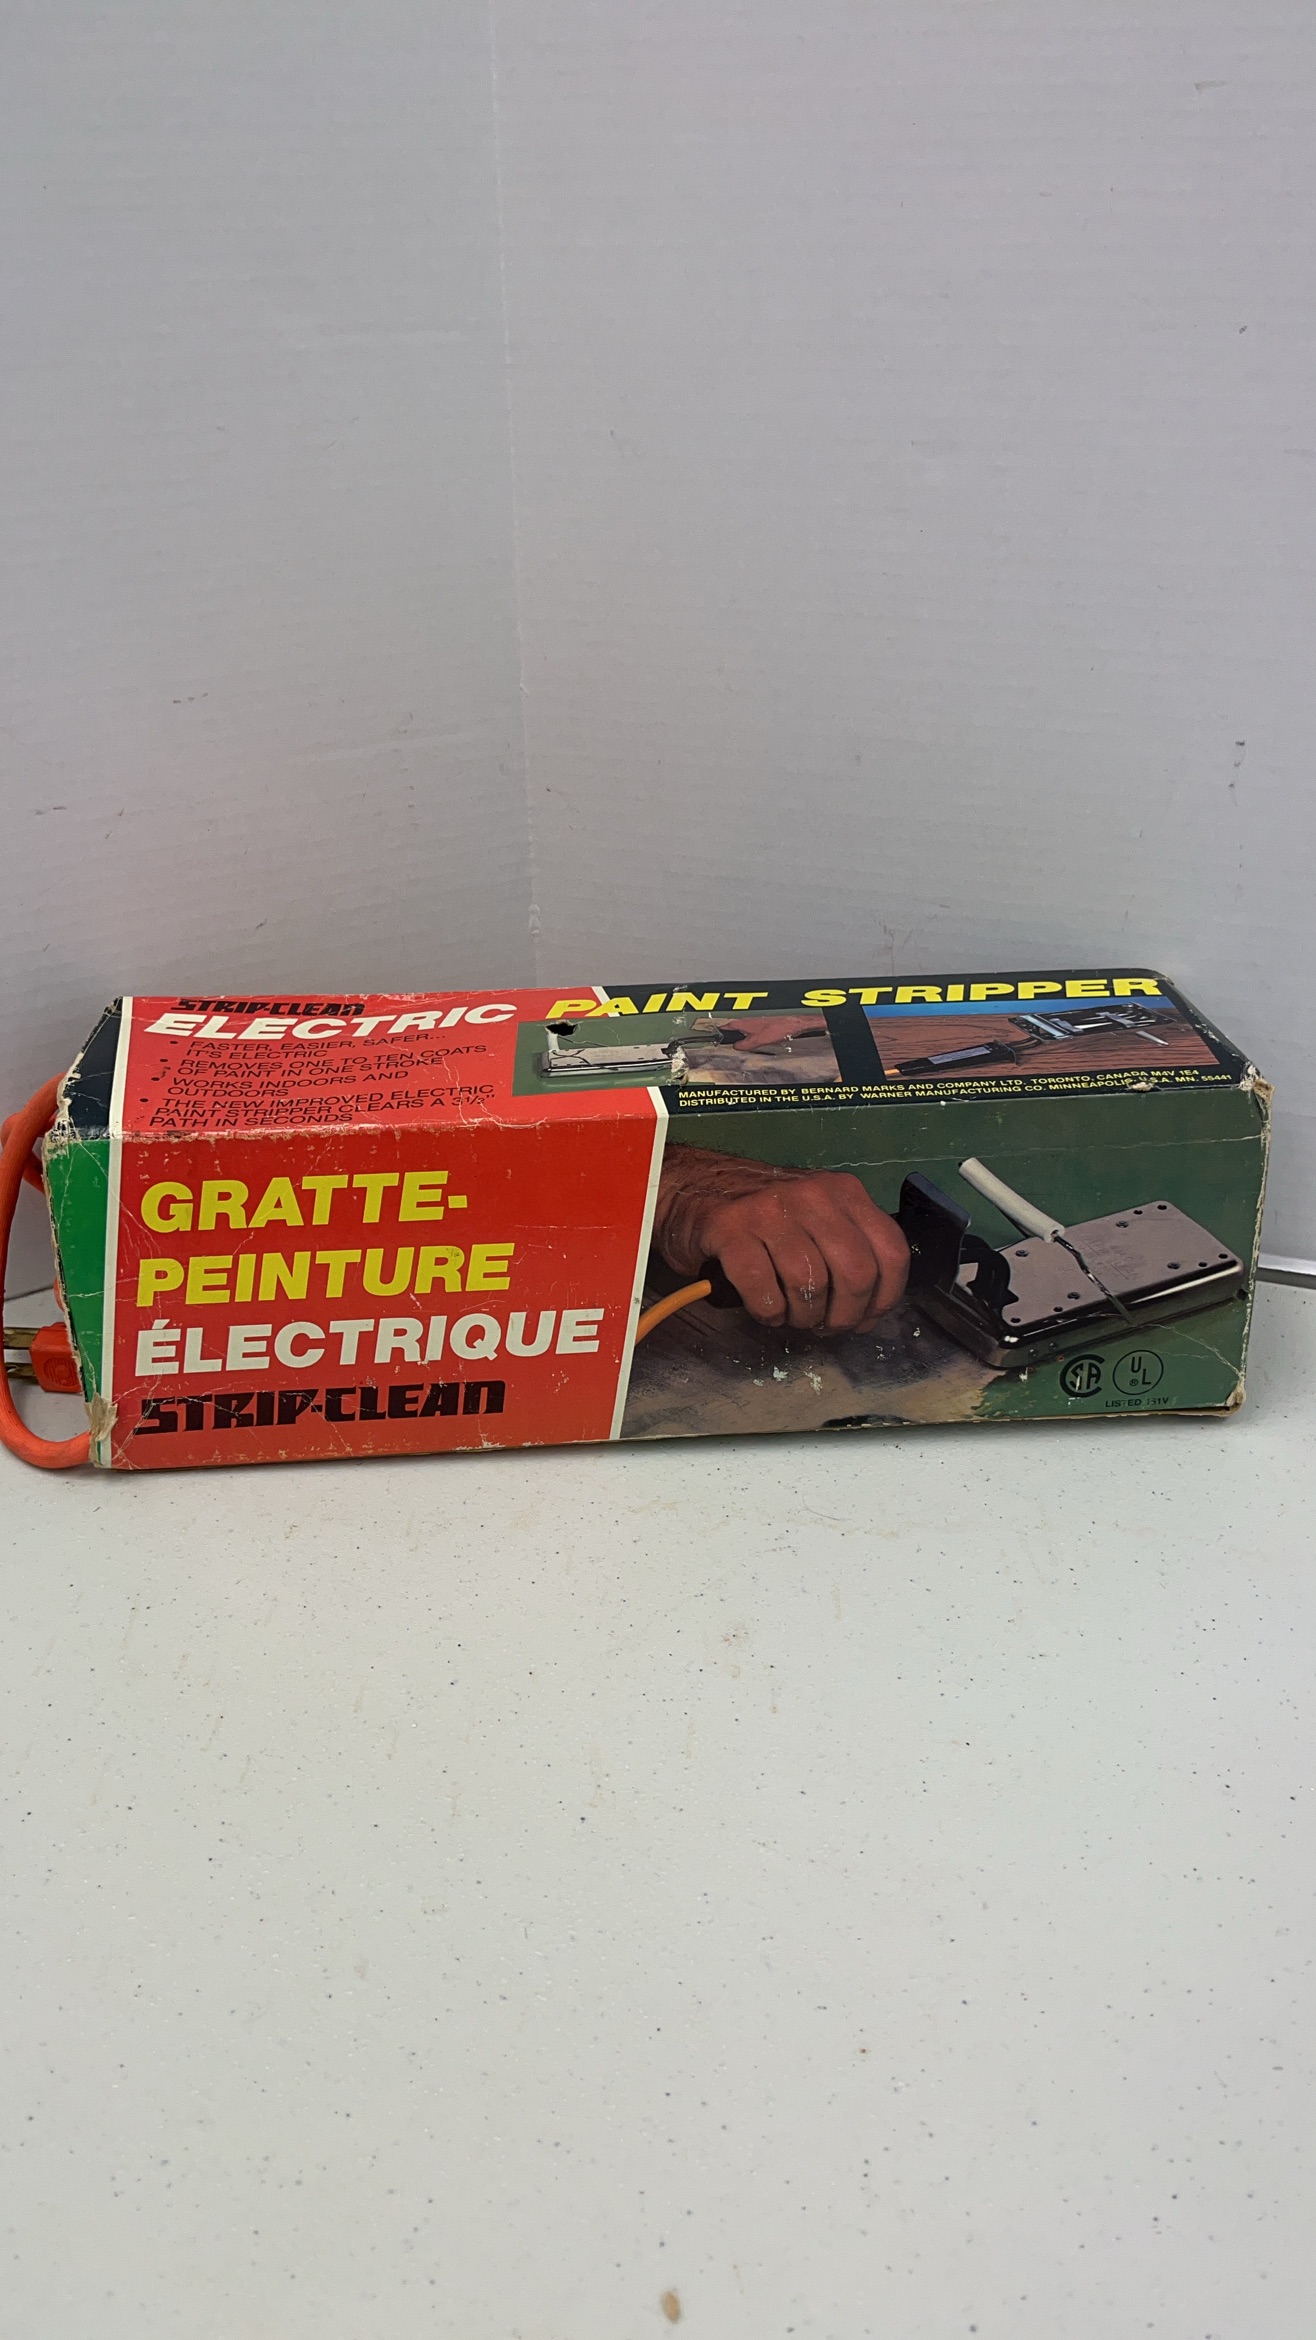 STRIP-CLEAN
ELECTRIC PAINT STRIPPER
• FASTER, EASIER, SAFER...
IT'S ELECTRIC
• REMOVES ONE TO TEN COATS
OF PAINT IN ONE STROKE
• WORKS INDOORS AND
OUTDOORS
• THE NEW IMPROVED ELECTRIC
PAINT STRIPPER CLEARS A 3½"
PATH IN SECONDS
MANUFACTURED BY BERNARD MARKS AND COMPANY LTD. TORONTO, CANADA M4V 1E4
DISTRIBUTED IN THE U.S.A. BY WARNER MANUFACTURING CO. MINNEAPOLIS, U.S.A. MN. 55441
GRATTE-
PEINTURE
ÉLECTRIQUE
STRIP-CLEAN
CSA
UL
®
LISTED